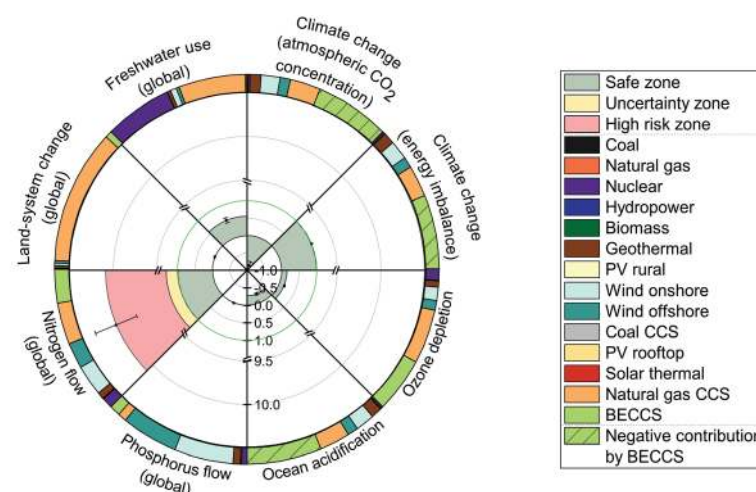 Climate change
(atmospheric CO2
concentration)
Climate change
(energy imbalance)
Ozone depletion
Ocean acidification
Phosphorus flow
(global)
Nitrogen flow
(global)
Land-system change
(global)
Freshwater use
(global)
-1.0
-0.5
0.0
0.5
1.0
9.5
10.0
Safe zone
Uncertainty zone
High risk zone
Coal
Natural gas
Nuclear
Hydropower
Biomass
Geothermal
PV rural
Wind onshore
Wind offshore
Coal CCS
PV rooftop
Solar thermal
Natural gas CCS
BECCS
Negative contribution
by BECCS